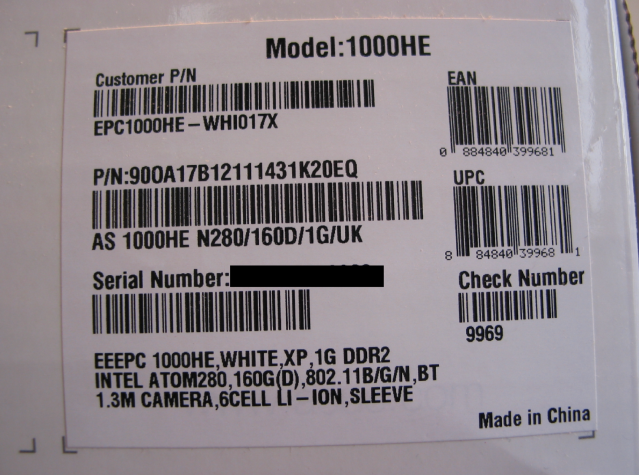 Model:1000HE
Customer P/N
EPC1000HE-WHI017X
EAN
0 884840 399681
P/N:90OA17B12111431K20EQ
UPC
AS 1000HE N280/160D/1G/UK
8 84840 39968 1
Serial Number:
Check Number
9969
EEEPC 1000HE,WHITE,XP,1G DDR2
INTEL ATOM280,160G(D),802.11B/G/N,BT
1.3M CAMERA,6CELL LI-ION,SLEEVE
Made in China